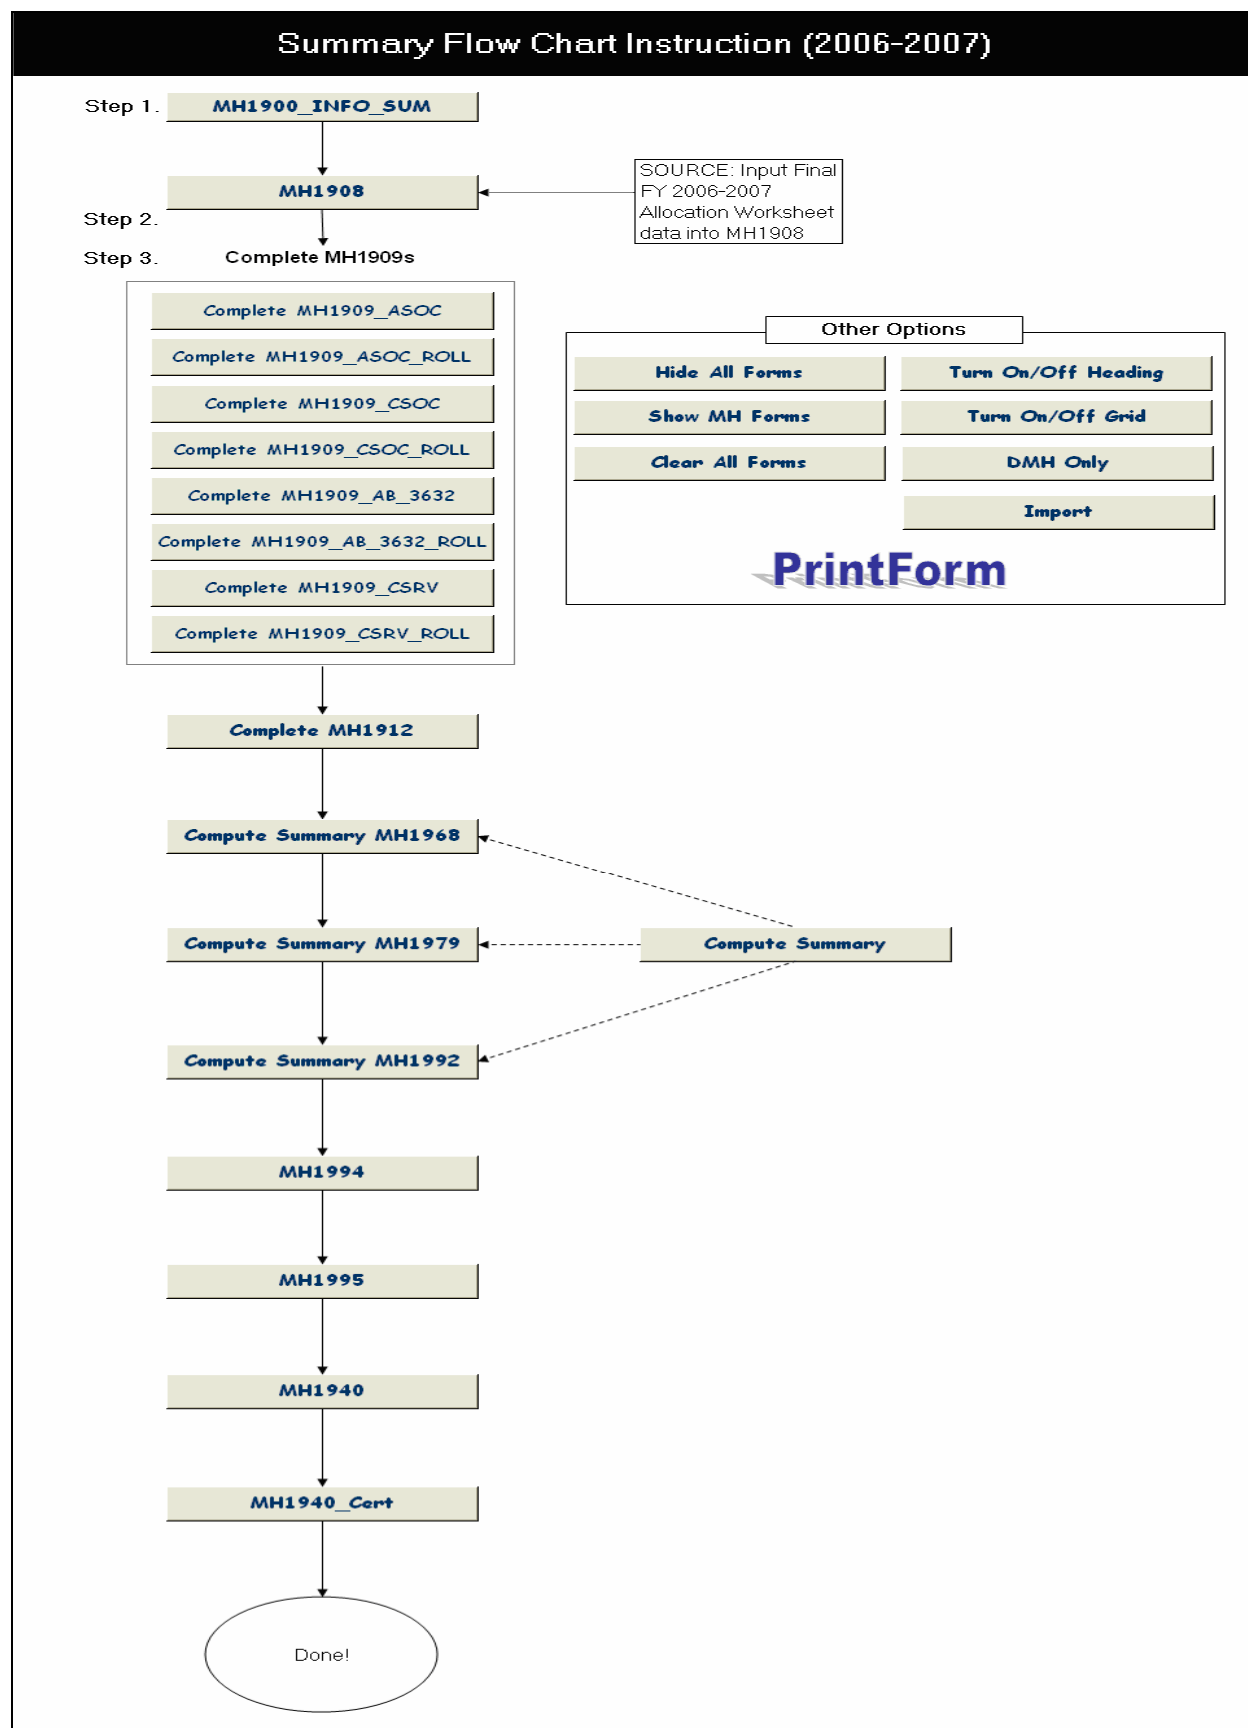 Summary Flow Chart Instruction (2006-2007)
Step 1.
MH1900_INFO_SUM
MH1908
SOURCE: Input Final
FY 2006-2007
Allocation Worksheet
data into MH1908
Step 2.
Step 3.
Complete MH1909s
Complete MH1909_ASOC
Complete MH1909_ASOC_ROLL
Complete MH1909_CSOC
Complete MH1909_CSOC_ROLL
Complete MH1909_AB_3632
Complete MH1909_AB_3632_ROLL
Complete MH1909_CSRV
Complete MH1909_CSRV_ROLL
Other Options
Hide All Forms
Turn On/Off Heading
Show MH Forms
Turn On/Off Grid
Clear All Forms
DMH Only
Import
PrintForm
Complete MH1912
Compute Summary MH1968
Compute Summary MH1979
Compute Summary
Compute Summary MH1992
MH1994
MH1995
MH1940
MH1940_Cert
Done!